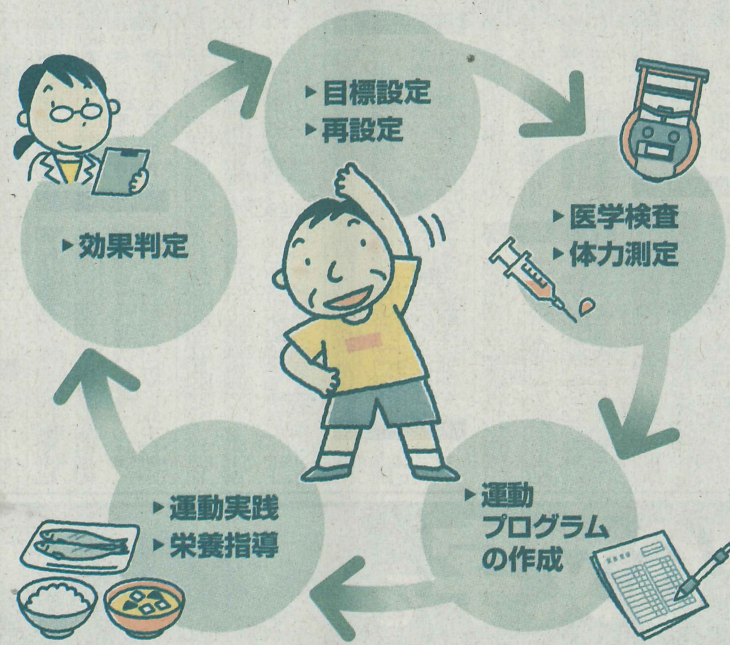 ▶目標設定
▶再設定
▶医学検査
▶体力測定
▶運動
プログラム
の作成
▶運動実践
▶栄養指導
▶効果判定